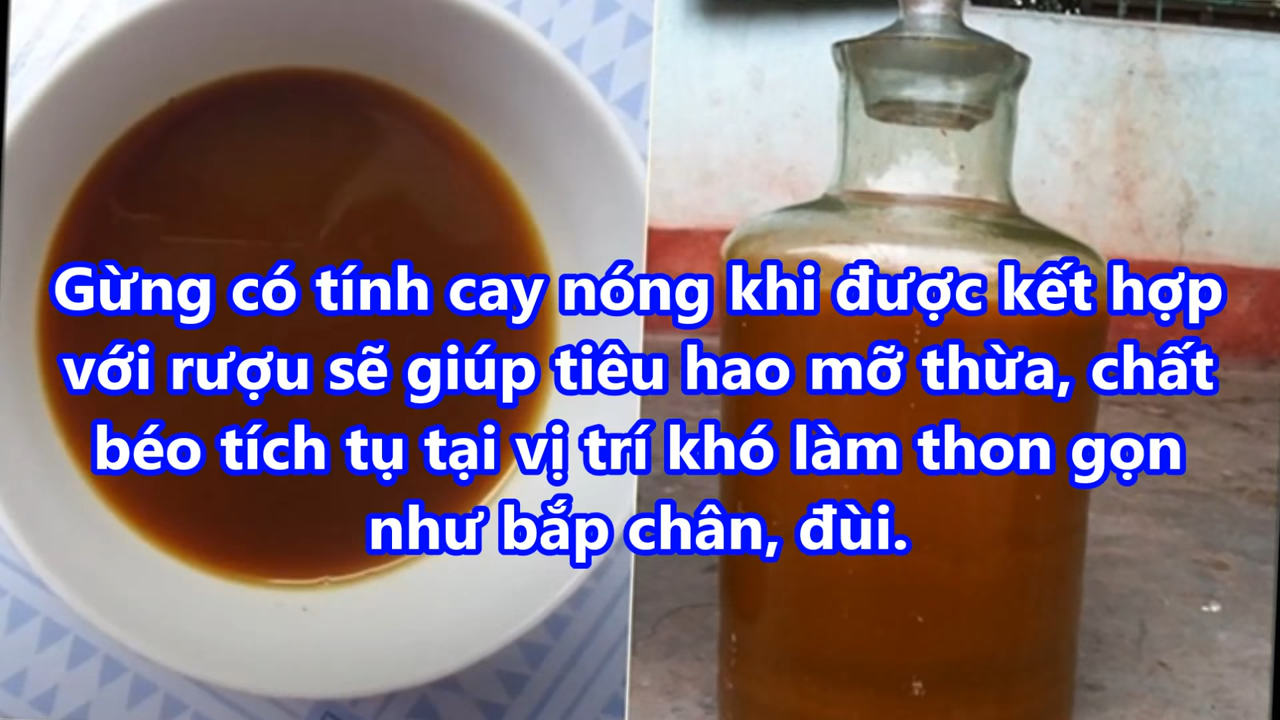 Gừng có tính cay nóng khi được kết hợp
với rượu sẽ giúp tiêu hao mỡ thừa, chất
béo tích tụ tại vị trí khó làm thon gọn
như bắp chân, đùi.